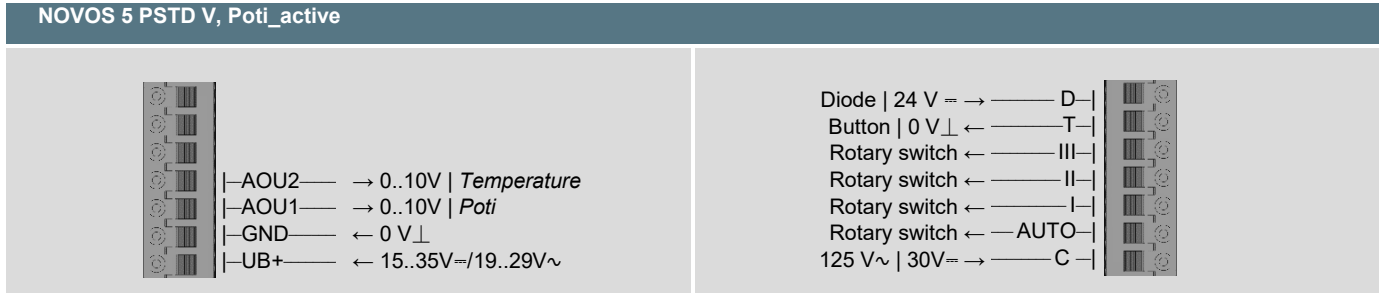 NOVOS 5 PSTD V, Poti_active
|—AOU2—— → 0..10V | Temperature
|—AOU1—— → 0..10V | Poti
|—GND—— ← 0 V⊥
|—UB+—— ← 15..35V⎓/19..29V∿
Diode | 24 V ⎓ → ——— D—|
Button | 0 V⊥ ← ———T—|
Rotary switch ← ——— III—|
Rotary switch ← ——— II—|
Rotary switch ← ——— I—|
Rotary switch ← — AUTO—|
125 V∿ | 30V⎓ → ——— C —|